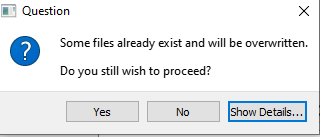 Question
Some files already exist and will be overwritten.
Do you still wish to proceed?
Yes
No
Show Details...